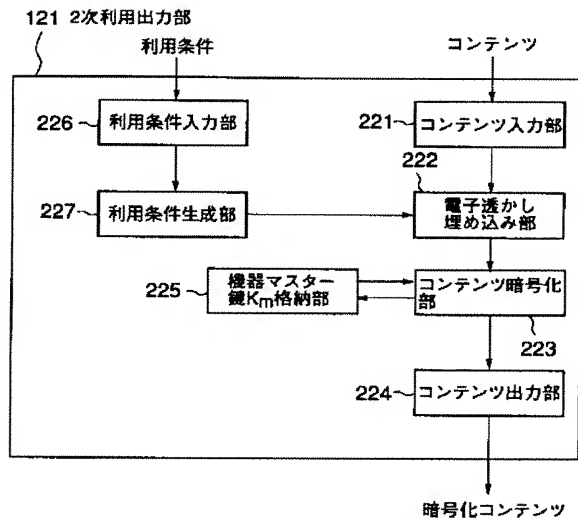 121 2次利用出力部
利用条件
コンテンツ
226
利用条件入力部
221
コンテンツ入力部
222
227
利用条件生成部
電子透かし
埋め込み部
225
機器マスター
鍵Km格納部
コンテンツ暗号化
部
223
224
コンテンツ出力部
暗号化コンテンツ